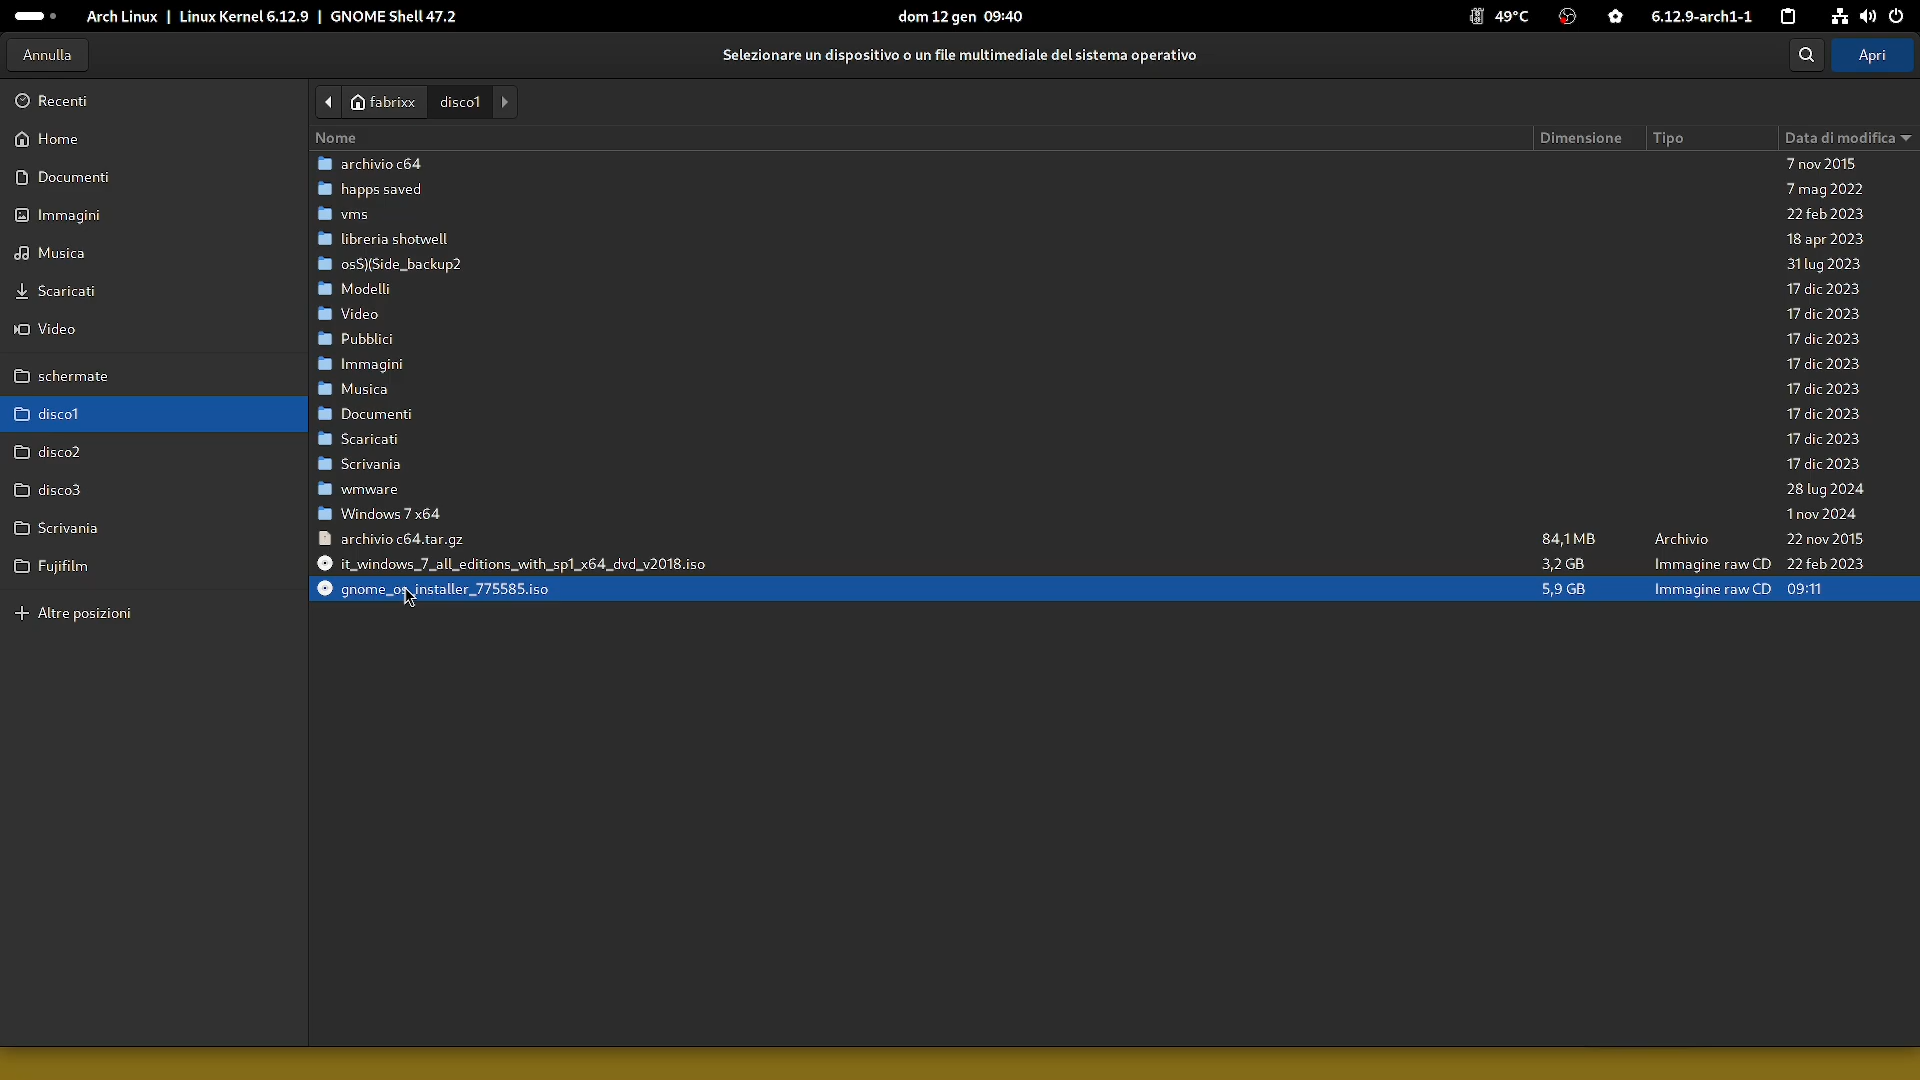 Arch Linux | Linux Kernel 6.12.9 | GNOME Shell 47.2
dom 12 gen 09:40
49°C
6.12.9-arch1-1
Annulla
Selezionare un dispositivo o un file multimediale del sistema operativo
Apri
Recenti
Home
Documenti
Immagini
Musica
Scaricati
Video
schermate
disco1
disco2
disco3
Scrivania
Fujifilm
Altre posizioni
fabrixx disco1
Nome Dimensione Tipo Data di modifica
archivio c64 7 nov 2015
happs saved 7 mag 2022
vms 22 feb 2023
libreria shotwell 18 apr 2023
osS)(Side_backup2 31 lug 2023
Modelli 17 dic 2023
Video 17 dic 2023
Pubblici 17 dic 2023
Immagini 17 dic 2023
Musica 17 dic 2023
Documenti 17 dic 2023
Scaricati 17 dic 2023
Scrivania 17 dic 2023
wmware 28 lug 2024
Windows 7 x64 1 nov 2024
archivio c64.tar.gz 84,1 MB Archivio 22 nov 2015
it_windows_7_all_editions_with_sp1_x64_dvd_v2018.iso 3,2 GB Immagine raw CD 22 feb 2023
gnome_os_installer_775585.iso 5,9 GB Immagine raw CD 09:11